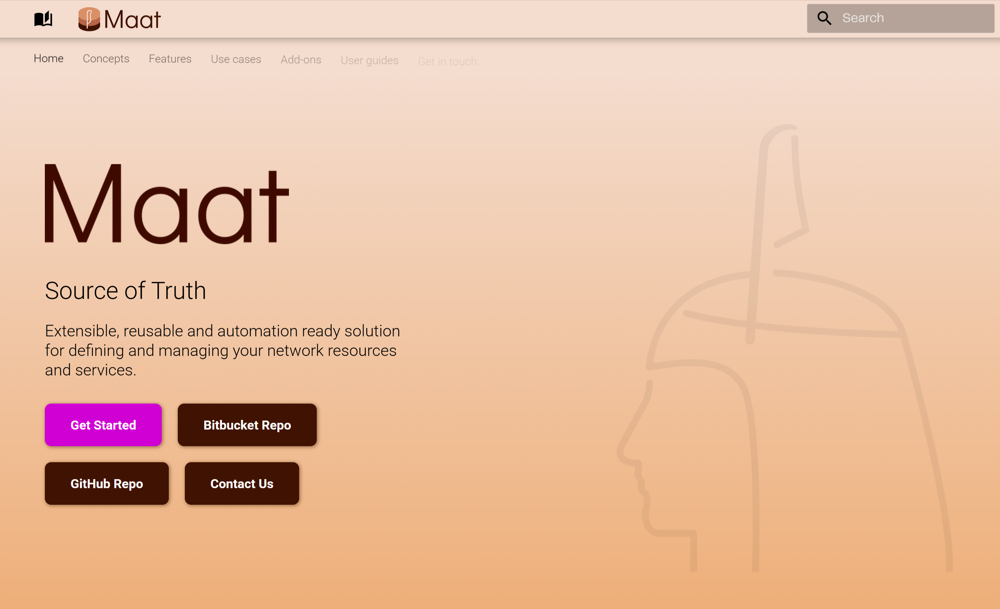 Maat
Search
Home Concepts Features Use cases Add-ons User guides Get in touch
Maat
Source of Truth
Extensible, reusable and automation ready solution
for defining and managing your network resources
and services.
Get Started Bitbucket Repo
GitHub Repo Contact Us